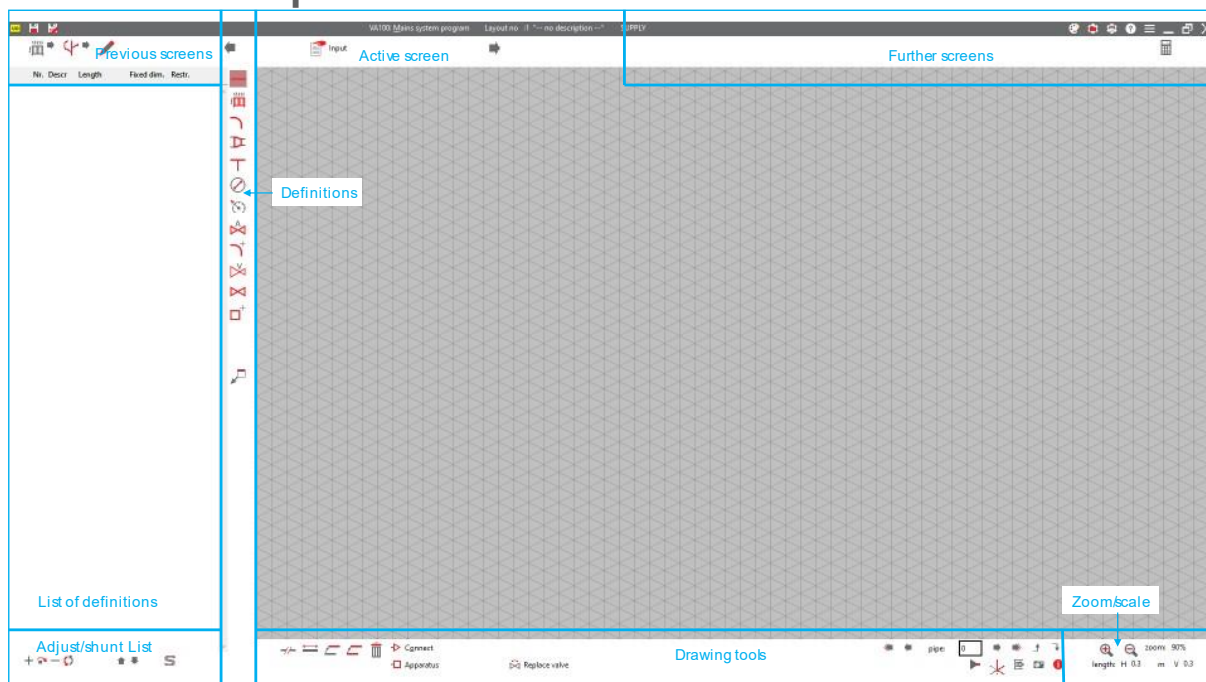 VA100 Mains system program Layout no :1 "-- no description --" SUPPLY
Previous screens
Input
Active screen
Further screens
Nr. Descr Length Fixed dim. Restr.
Definitions
List of definitions
Zoom/scale
Adjust/shunt List
Connect
Apparatus
Replace valve
Drawing tools
pipe: 0
zoom: 90%
length: H 0.3 m V 0.3